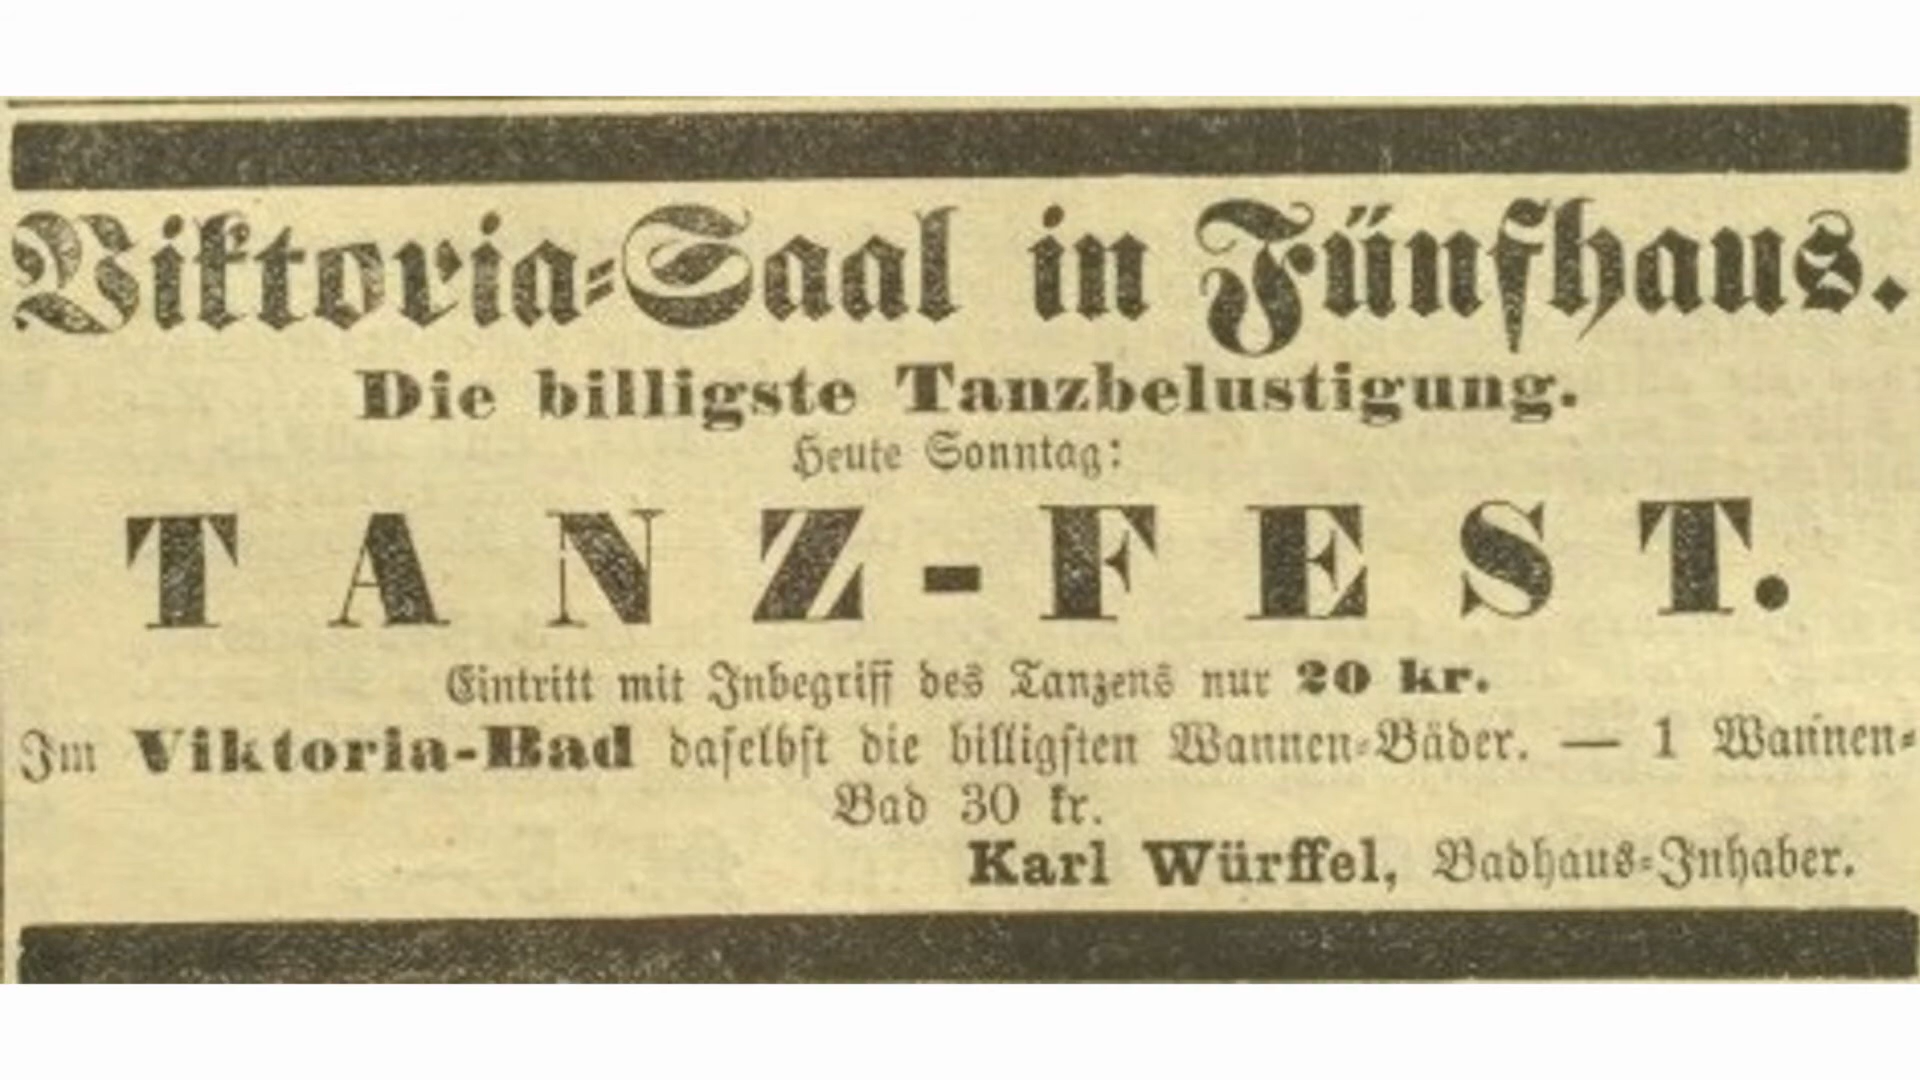 Viktoria-Saal in Fünfhaus.
Die billigste Tanzbelustigung.
Heute Sonntag:
TANZ-FEST.
Eintritt mit Inbegriff des Tanzens nur 20 kr.
Im Viktoria-Bad daselbst die billigsten Wannen-Bäder. — 1 Wannen-
Bad 30 kr.
Karl Würffel, Badhaus-Inhaber.